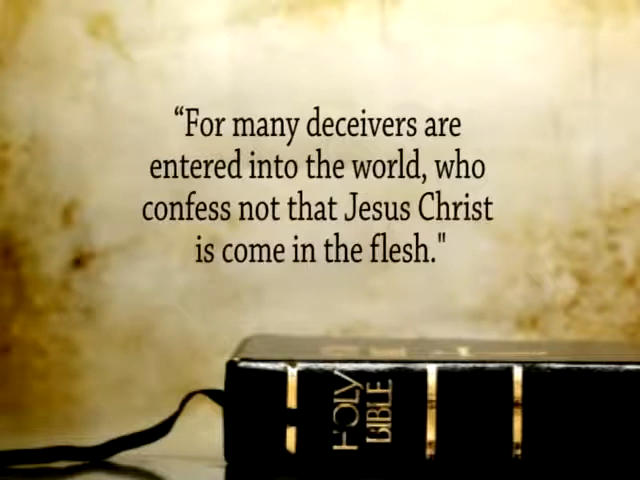 “For many deceivers are
entered into the world, who
confess not that Jesus Christ
is come in the flesh."
HOLY
BIBLE